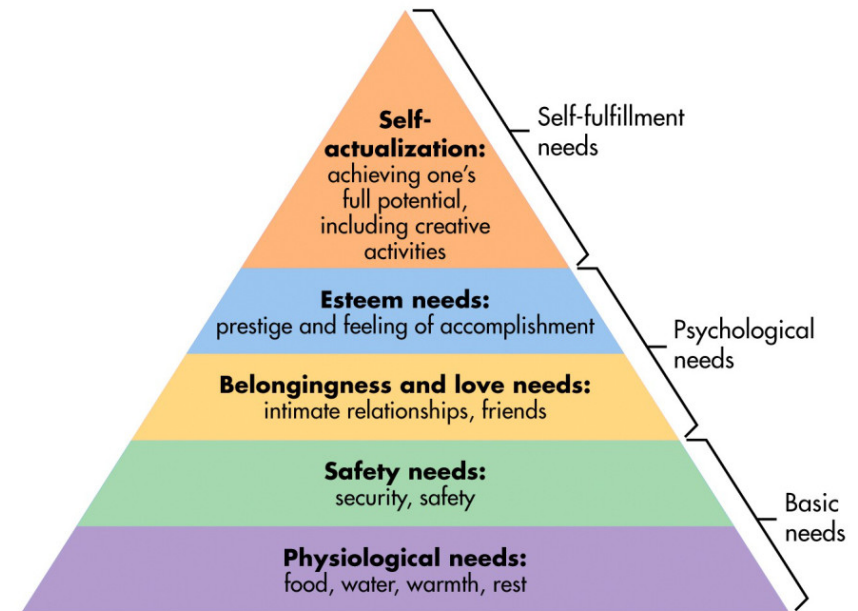 Self-
actualization:
achieving one's
full potential,
including creative
activities
Self-fulfillment
needs
Esteem needs:
prestige and feeling of accomplishment
Psychological
needs
Belongingness and love needs:
intimate relationships, friends
Safety needs:
security, safety
Basic
needs
Physiological needs:
food, water, warmth, rest